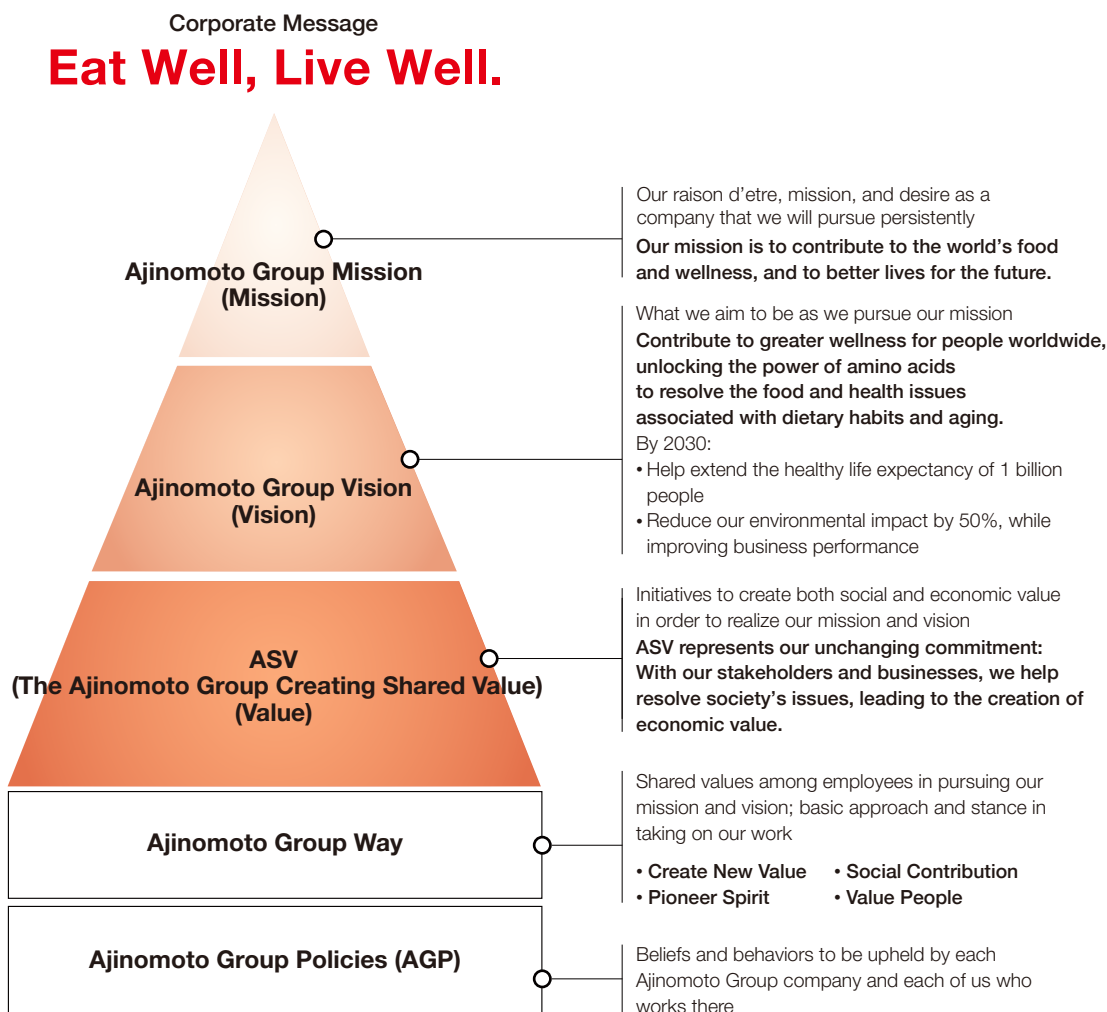 Corporate Message
Eat Well, Live Well.
Ajinomoto Group Mission
(Mission)
Our raison d’etre, mission, and desire as a
company that we will pursue persistently
Our mission is to contribute to the world’s food
and wellness, and to better lives for the future.
Ajinomoto Group Vision
(Vision)
What we aim to be as we pursue our mission
Contribute to greater wellness for people worldwide,
unlocking the power of amino acids
to resolve the food and health issues
associated with dietary habits and aging.
By 2030:
• Help extend the healthy life expectancy of 1 billion
people
• Reduce our environmental impact by 50%, while
improving business performance
ASV
(The Ajinomoto Group Creating Shared Value)
(Value)
Initiatives to create both social and economic value
in order to realize our mission and vision
ASV represents our unchanging commitment:
With our stakeholders and businesses, we help
resolve society’s issues, leading to the creation of
economic value.
Ajinomoto Group Way
Shared values among employees in pursuing our
mission and vision; basic approach and stance in
taking on our work
• Create New Value • Social Contribution
• Pioneer Spirit • Value People
Ajinomoto Group Policies (AGP)
Beliefs and behaviors to be upheld by each
Ajinomoto Group company and each of us who
works there